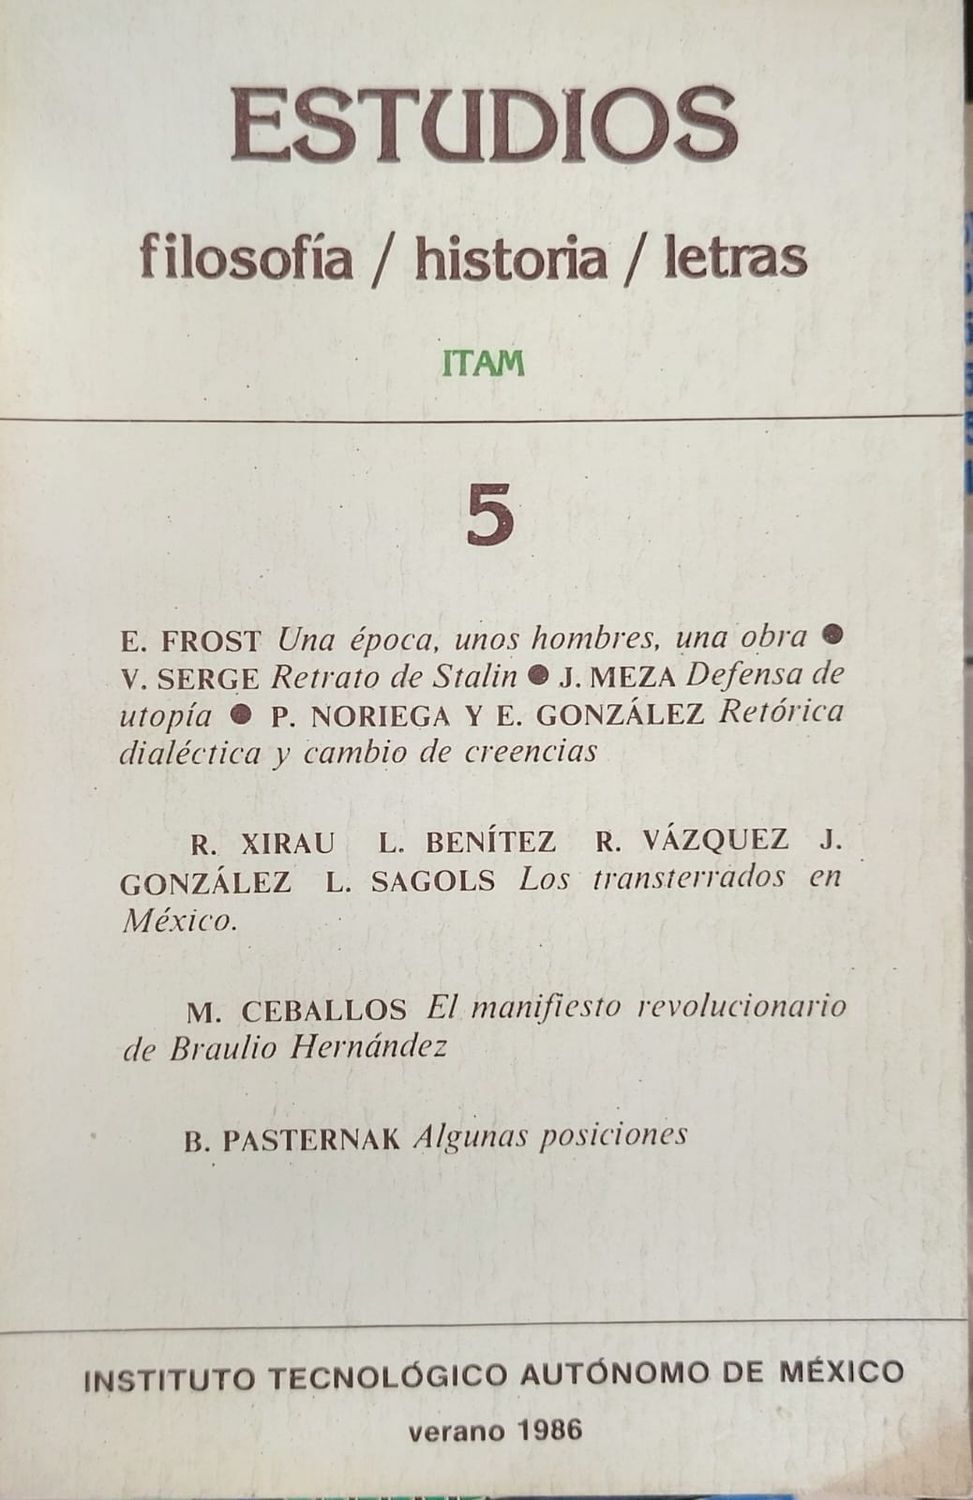 ESTUDIOS
filosofía / historia / letras
ITAM
5
E. FROST Una época, unos hombres, una obra ●
V. SERGE Retrato de Stalin ● J. MEZA Defensa de
utopía ● P. NORIEGA Y E. GONZÁLEZ Retórica
dialéctica y cambio de creencias
R. XIRAU L. BENÍTEZ R. VÁZQUEZ J.
GONZÁLEZ L. SAGOLS Los transterrados en
México.
M. CEBALLOS El manifiesto revolucionario
de Braulio Hernández
B. PASTERNAK Algunas posiciones
INSTITUTO TECNOLÓGICO AUTÓNOMO DE MÉXICO
verano 1986